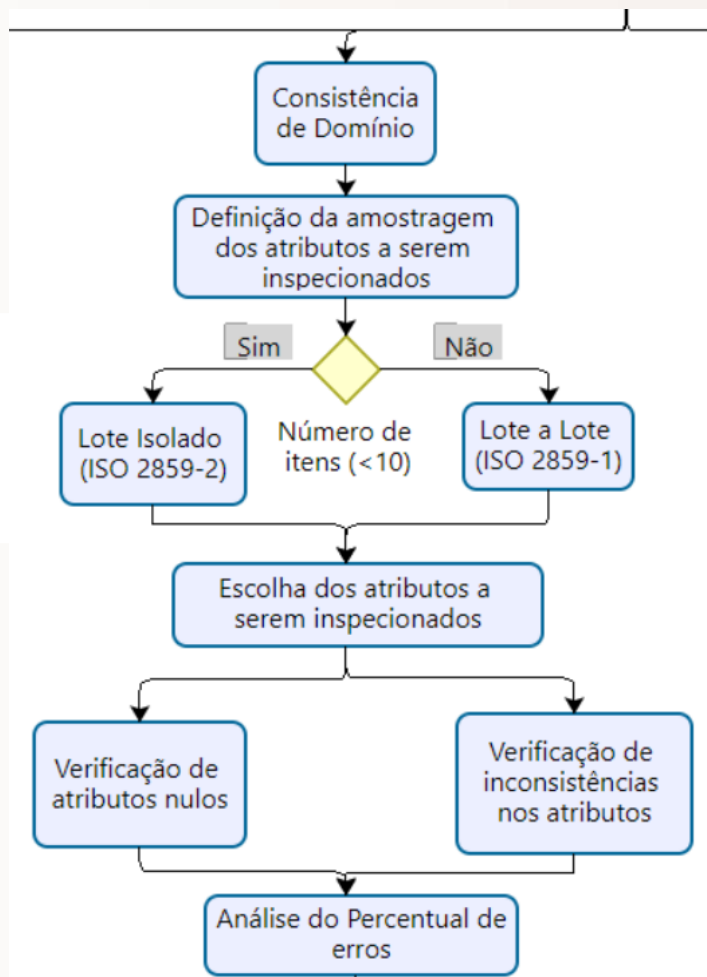 Consistência
de Domínio
Definição da amostragem
dos atributos a serem
inspecionados
Sim
Não
Lote Isolado
(ISO 2859-2)
Número de
itens (<10)
Lote a Lote
(ISO 2859-1)
Escolha dos atributos a
serem inspecionados
Verificação de
atributos nulos
Verificação de
inconsistências
nos atributos
Análise do Percentual de
erros